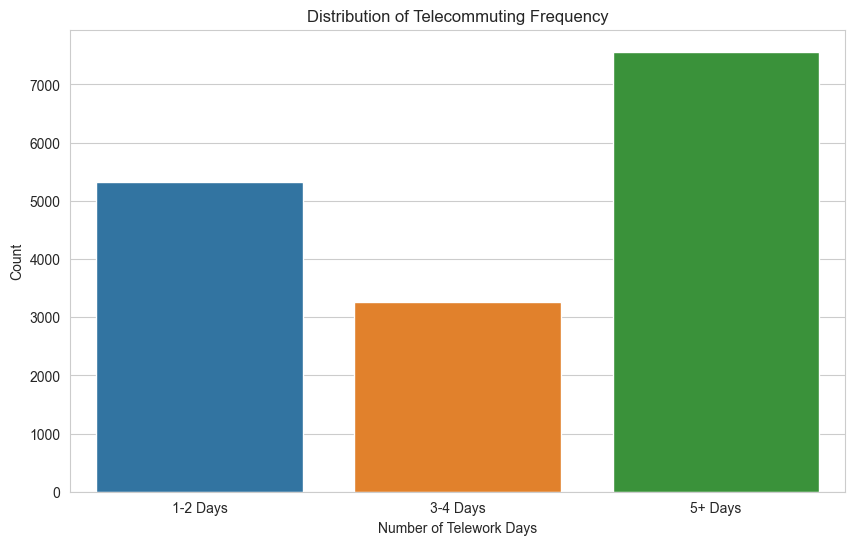 Distribution of Telecommuting Frequency
7000
6000
5000
4000
3000
2000
1000
0
Count
1-2 Days
3-4 Days
5+ Days
Number of Telework Days